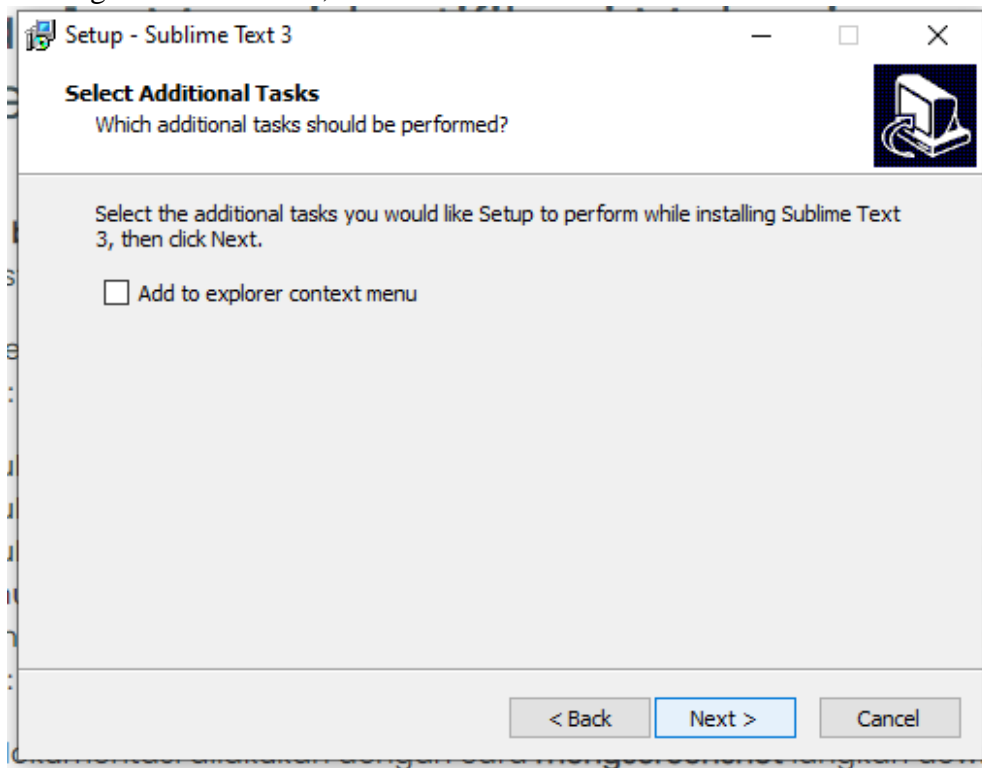 Setup - Sublime Text 3
Select Additional Tasks
Which additional tasks should be performed?
Select the additional tasks you would like Setup to perform while installing Sublime Text
3, then click Next.
Add to explorer context menu
< Back
Next >
Cancel